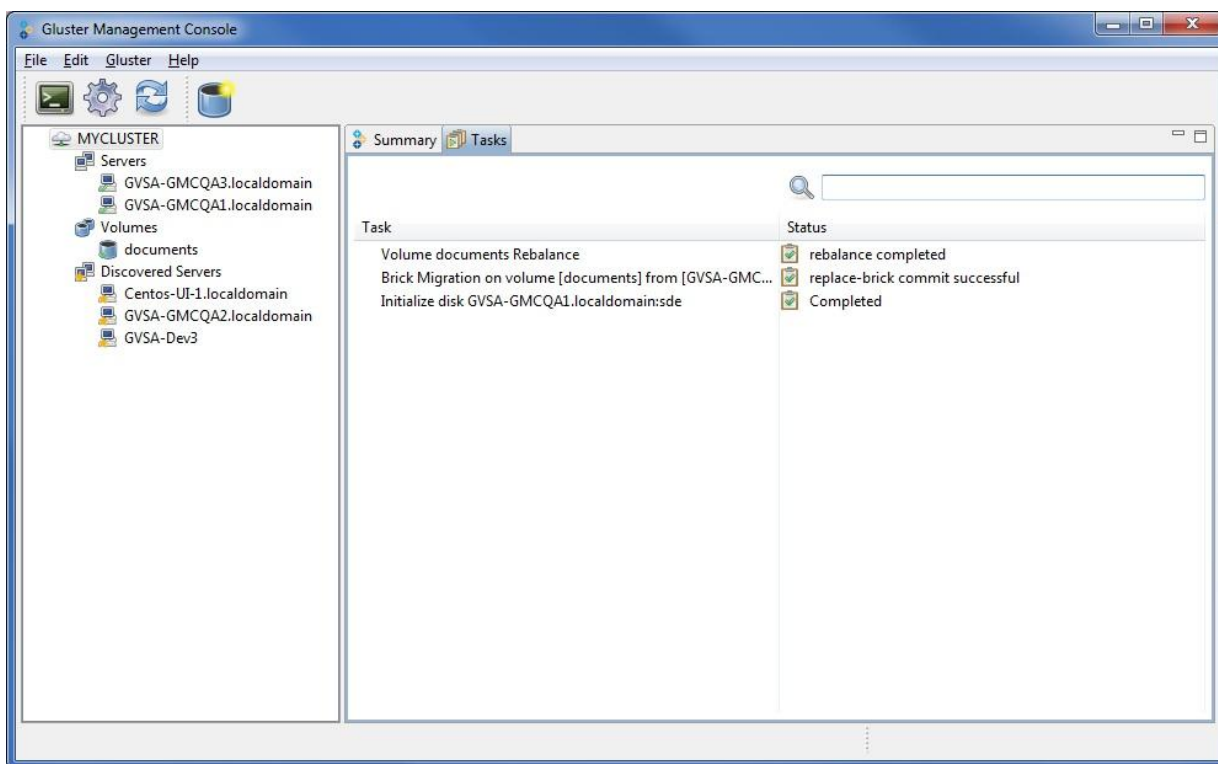 Gluster Management Console
File Edit Gluster Help
MYCLUSTER
Servers
GVSA-GMCQA3.localdomain
GVSA-GMCQA1.localdomain
Volumes
documents
Discovered Servers
Centos-UI-1.localdomain
GVSA-GMCQA2.localdomain
GVSA-Dev3
Summary Tasks
Task Status
Volume documents Rebalance rebalance completed
Brick Migration on volume [documents] from [GVSA-GMC... replace-brick commit successful
Initialize disk GVSA-GMCQA1.localdomain:sde Completed